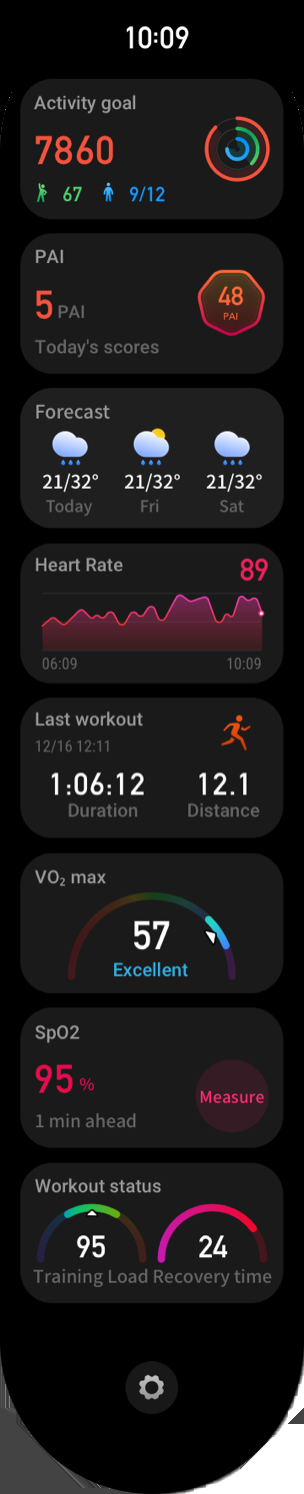 10:09
Activity goal
7860
67 9/12
PAI
48
PAI
5 PAI
Today's scores
Forecast
21/32° 21/32° 21/32°
Today Fri Sat
Heart Rate 89
06:09 10:09
Last workout
12/16 12:11
1:06:12 12.1
Duration Distance
VO₂ max
57
Excellent
SpO2
95 %
Measure
1 min ahead
Workout status
95 24
Training Load Recovery time